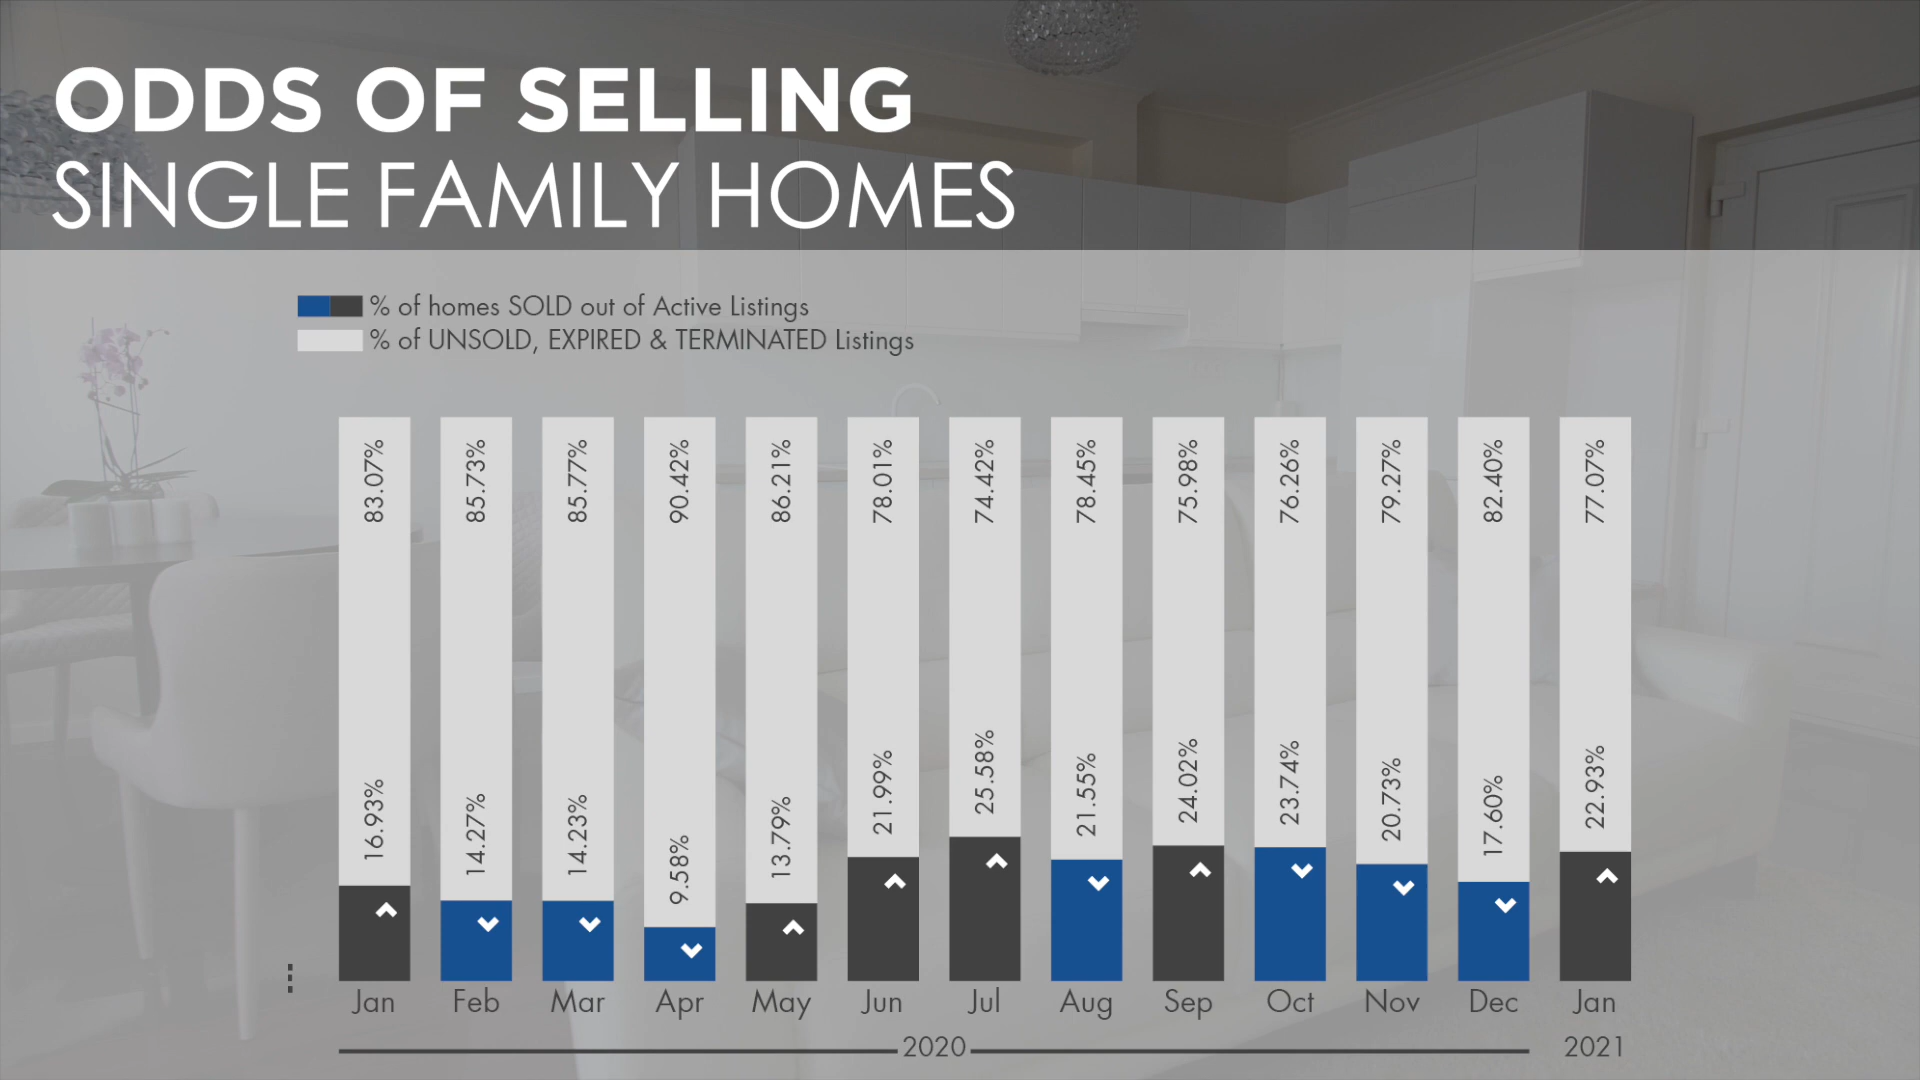 ODDS OF SELLING
SINGLE FAMILY HOMES
% of homes SOLD out of Active Listings
% of UNSOLD, EXPIRED & TERMINATED Listings
83.07% 85.73% 85.77% 90.42% 86.21% 78.01% 74.42% 78.45% 75.98% 76.26% 79.27% 82.40% 77.07%
16.93% 14.27% 14.23% 9.58% 13.79% 21.99% 25.58% 21.55% 24.02% 23.74% 20.73% 17.60% 22.93%
Jan Feb Mar Apr May Jun Jul Aug Sep Oct Nov Dec Jan
2020 2021